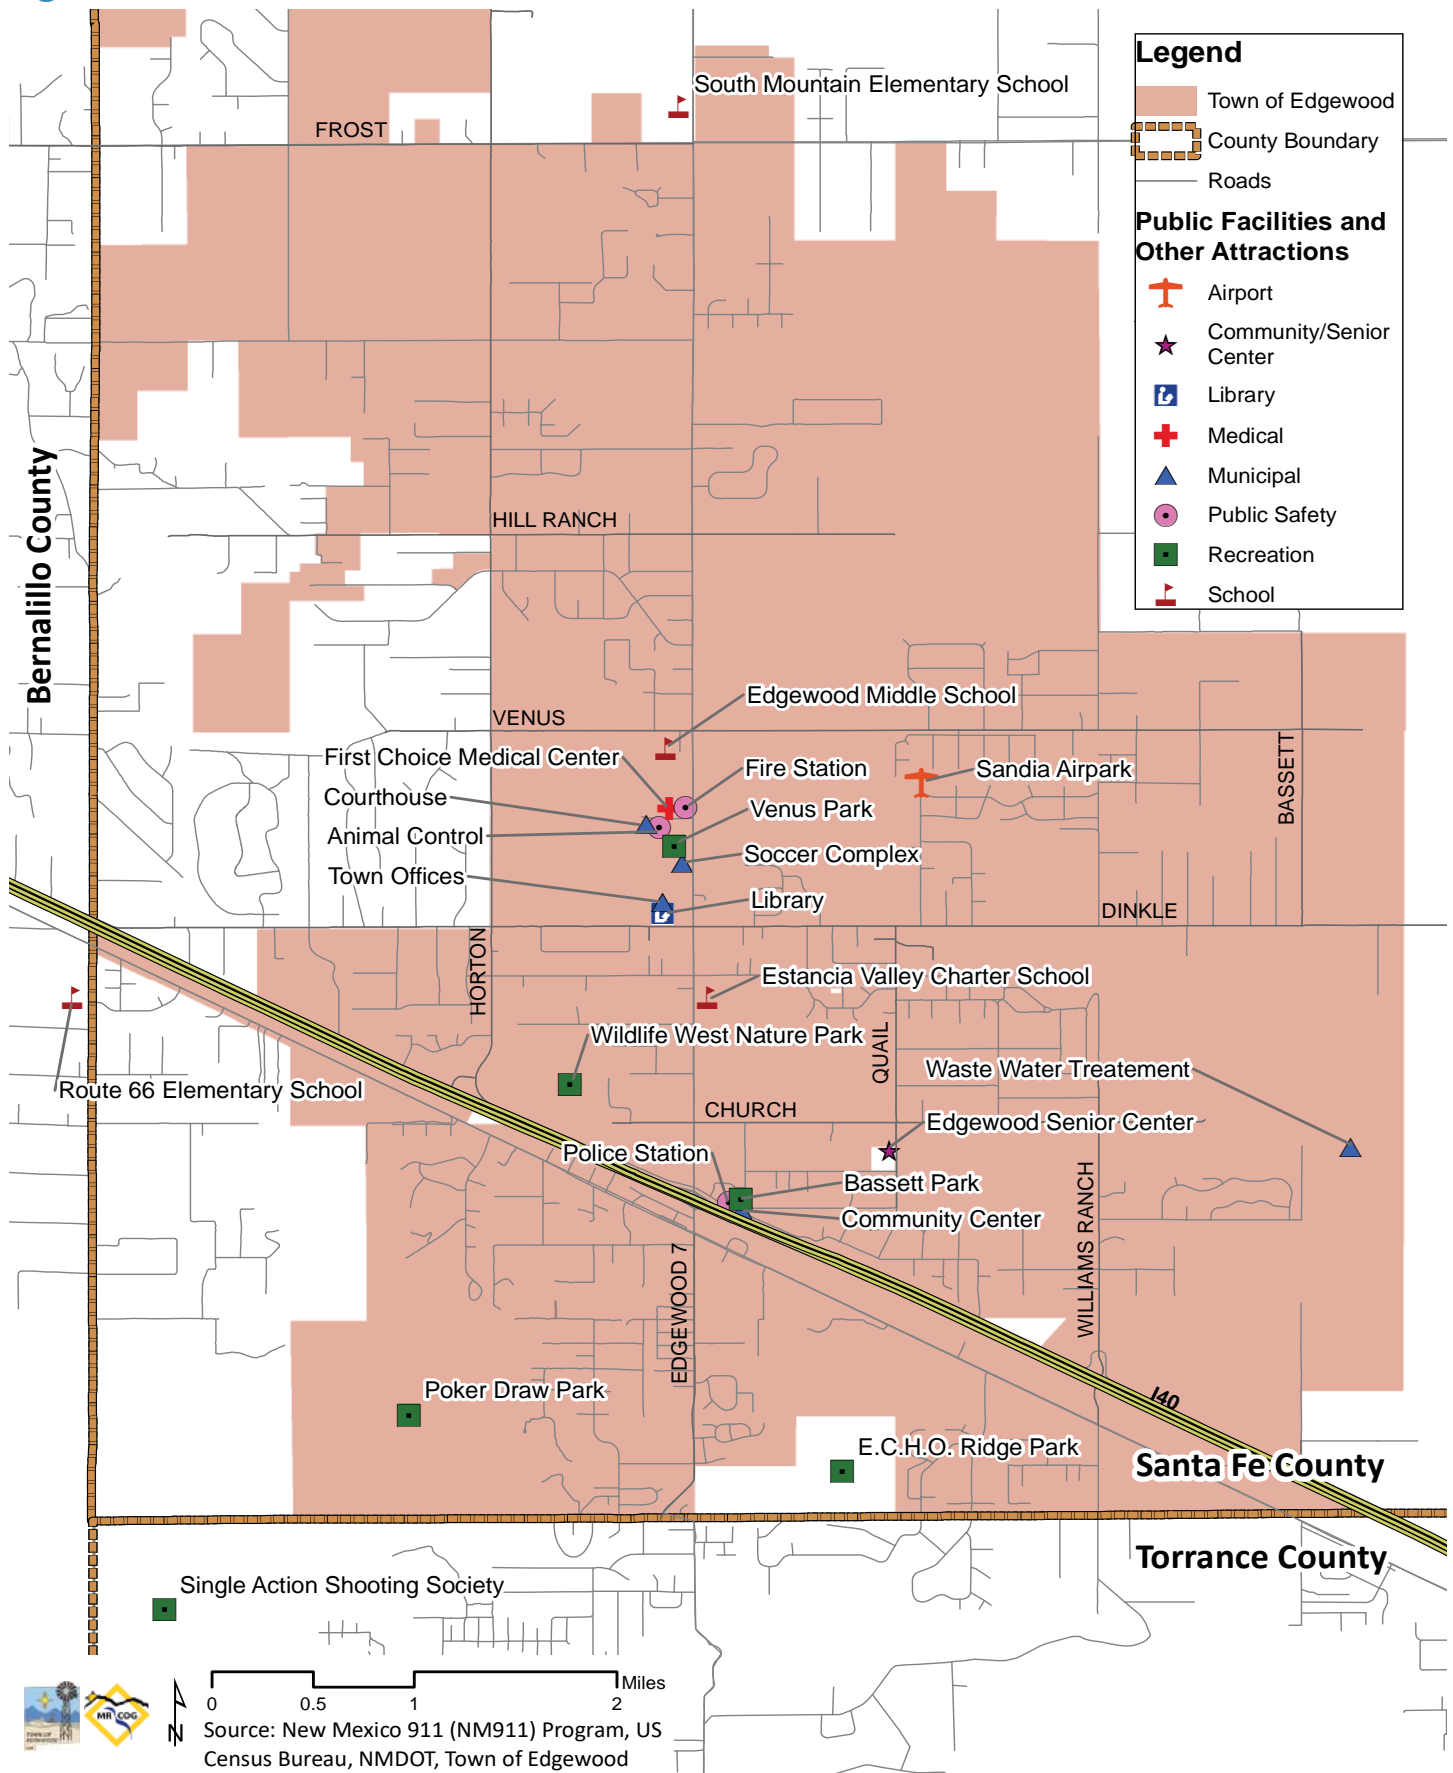 South Mountain Elementary School
FROST
Legend
Town of Edgewood
County Boundary
Roads
Public Facilities and
Other Attractions
Airport
Community/Senior
Center
Library
Medical
Municipal
Public Safety
Recreation
School
Bernalillo County
HILL RANCH
VENUS
Edgewood Middle School
First Choice Medical Center
Fire Station
Sandia Airpark
BASSETT
Courthouse
Venus Park
Animal Control
Soccer Complex
Town Offices
Library
DINKLE
HORTON
Estancia Valley Charter School
Wildlife West Nature Park
QUAIL
Waste Water Treatement
Route 66 Elementary School
CHURCH
Edgewood Senior Center
Police Station
Bassett Park
Community Center
WILLIAMS RANCH
EDGEWOOD 7
Poker Draw Park
I40
E.C.H.O. Ridge Park
Santa Fe County
Torrance County
Single Action Shooting Society
Miles
0 0.5 1 2
MR COG
TOWN OF
EDGEWOOD
N
Source: New Mexico 911 (NM911) Program, US
Census Bureau, NMDOT, Town of Edgewood